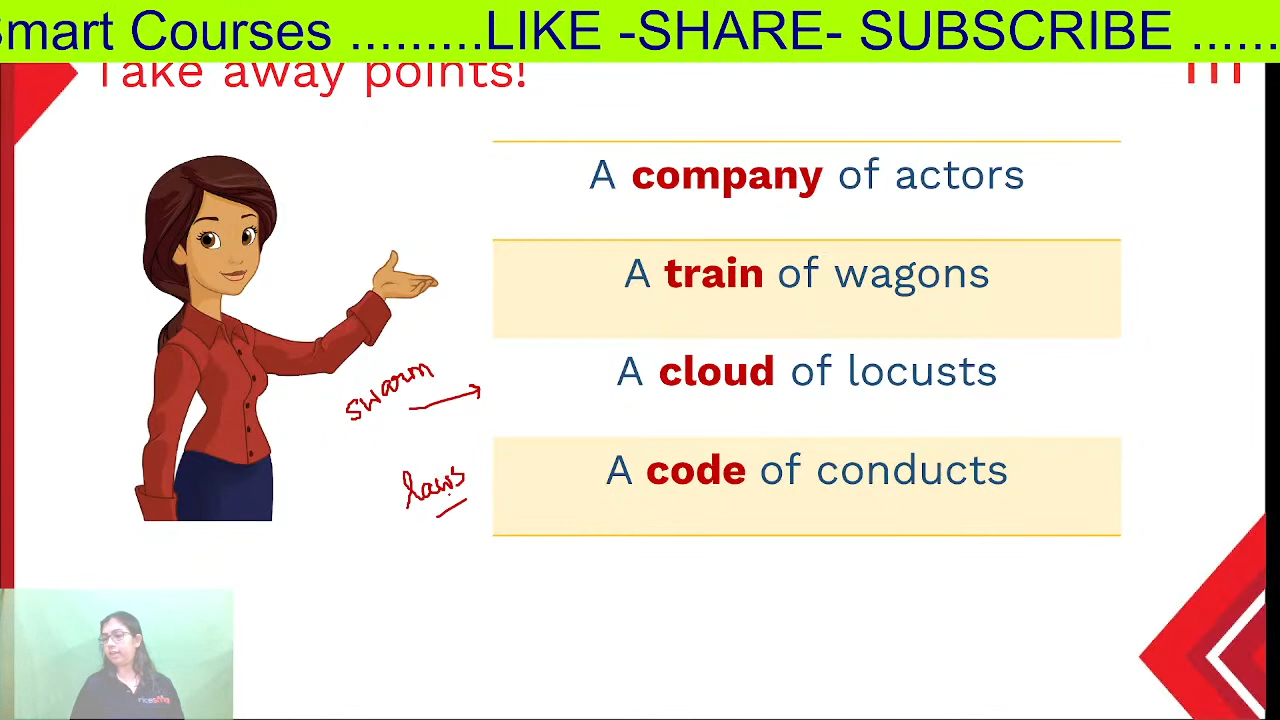 smart Courses .........LIKE -SHARE- SUBSCRIBE ......
Take away points!
A company of actors
A train of wagons
A cloud of locusts
swarm
A code of conducts
laws